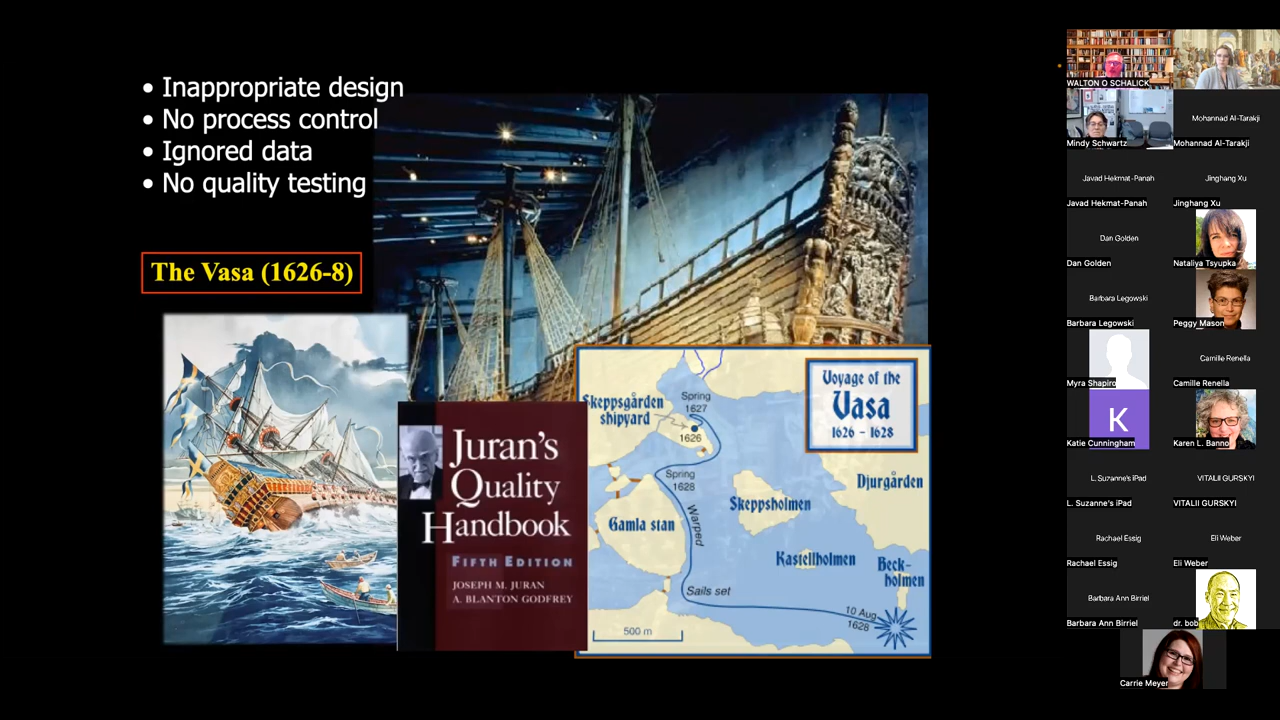 • Inappropriate design
• No process control
• Ignored data
• No quality testing
The Vasa (1626-8)
Juran's
Quality
Handbook
FIFTH EDITION
JOSEPH M. JURAN
A. BLANTON GODFREY
Voyage of the
Vasa
1626 – 1628
Skeppsgården
shipyard
Spring
1627
1626
Spring
1628
Djurgården
Skeppsholmen
Gamla stan
Warped
Kastellholmen
Beck-
holmen
Sails set
10 Aug
1628
500 m
WALTON O SCHALICK
Mindy Schwartz
Mohannad Al-Tarakji
Mohannad Al-Tarakji
Javad Hekmat-Panah
Javad Hekmat-Panah
Jinghang Xu
Jinghang Xu
Dan Golden
Dan Golden
Nataliya Tsyupka
Barbara Legowski
Barbara Legowski
Peggy Mason
Myra Shapiro
Camille Renella
Camille Renella
K
Katie Cunningham
Karen L. Banno
L. Suzanne's iPad
L. Suzanne's iPad
VITALII GURSKYI
VITALII GURSKYI
Rachael Essig
Rachael Essig
Eli Weber
Eli Weber
Barbara Ann Birriel
Barbara Ann Birriel
dr. bob
Carrie Meyer